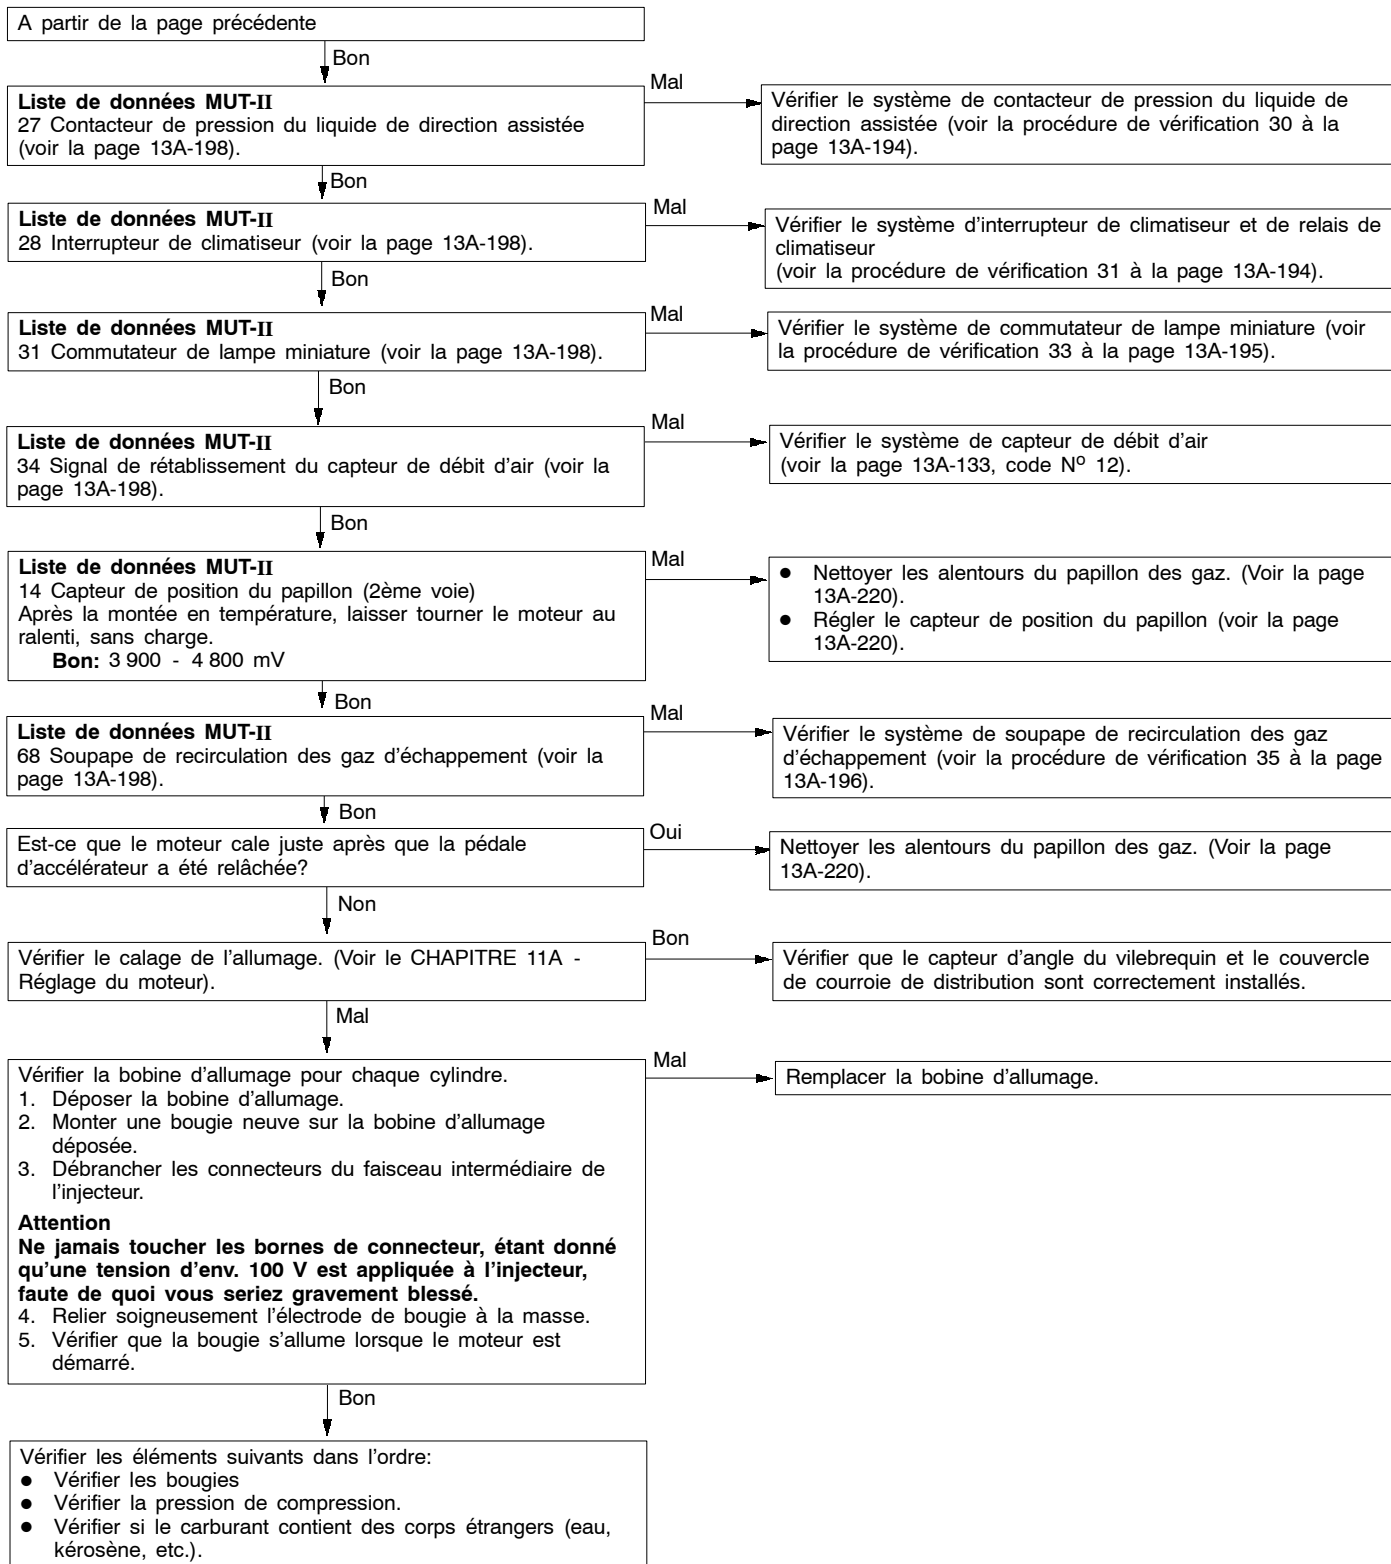 A partir de la page précédente
Bon
Liste de données MUT-II
27 Contacteur de pression du liquide de direction assistée
(voir la page 13A-198).
Mal
Vérifier le système de contacteur de pression du liquide de
direction assistée (voir la procédure de vérification 30 à la
page 13A-194).
Bon
Liste de données MUT-II
28 Interrupteur de climatiseur (voir la page 13A-198).
Mal
Vérifier le système d'interrupteur de climatiseur et de relais de
climatiseur
(voir la procédure de vérification 31 à la page 13A-194).
Bon
Liste de données MUT-II
31 Commutateur de lampe miniature (voir la page 13A-198).
Mal
Vérifier le système de commutateur de lampe miniature (voir
la procédure de vérification 33 à la page 13A-195).
Bon
Liste de données MUT-II
34 Signal de rétablissement du capteur de débit d'air (voir la
page 13A-198).
Mal
Vérifier le système de capteur de débit d'air
(voir la page 13A-133, code Nº 12).
Bon
Liste de données MUT-II
14 Capteur de position du papillon (2ème voie)
Après la montée en température, laisser tourner le moteur au
ralenti, sans charge.
Bon: 3 900 - 4 800 mV
Mal
● Nettoyer les alentours du papillon des gaz. (Voir la page
13A-220).
● Régler le capteur de position du papillon (voir la page
13A-220).
Bon
Liste de données MUT-II
68 Soupape de recirculation des gaz d'échappement (voir la
page 13A-198).
Mal
Vérifier le système de soupape de recirculation des gaz
d'échappement (voir la procédure de vérification 35 à la page
13A-196).
Bon
Est-ce que le moteur cale juste après que la pédale
d'accélérateur a été relâchée?
Oui
Nettoyer les alentours du papillon des gaz. (Voir la page
13A-220).
Non
Vérifier le calage de l'allumage. (Voir le CHAPITRE 11A -
Réglage du moteur).
Bon
Vérifier que le capteur d'angle du vilebrequin et le couvercle
de courroie de distribution sont correctement installés.
Mal
Vérifier la bobine d'allumage pour chaque cylindre.
1. Déposer la bobine d'allumage.
2. Monter une bougie neuve sur la bobine d'allumage
déposée.
3. Débrancher les connecteurs du faisceau intermédiaire de
l'injecteur.
Attention
Ne jamais toucher les bornes de connecteur, étant donné
qu'une tension d'env. 100 V est appliquée à l'injecteur,
faute de quoi vous seriez gravement blessé.
4. Relier soigneusement l'électrode de bougie à la masse.
5. Vérifier que la bougie s'allume lorsque le moteur est
démarré.
Mal
Remplacer la bobine d'allumage.
Bon
Vérifier les éléments suivants dans l'ordre:
● Vérifier les bougies
● Vérifier la pression de compression.
● Vérifier si le carburant contient des corps étrangers (eau,
kérosène, etc.).